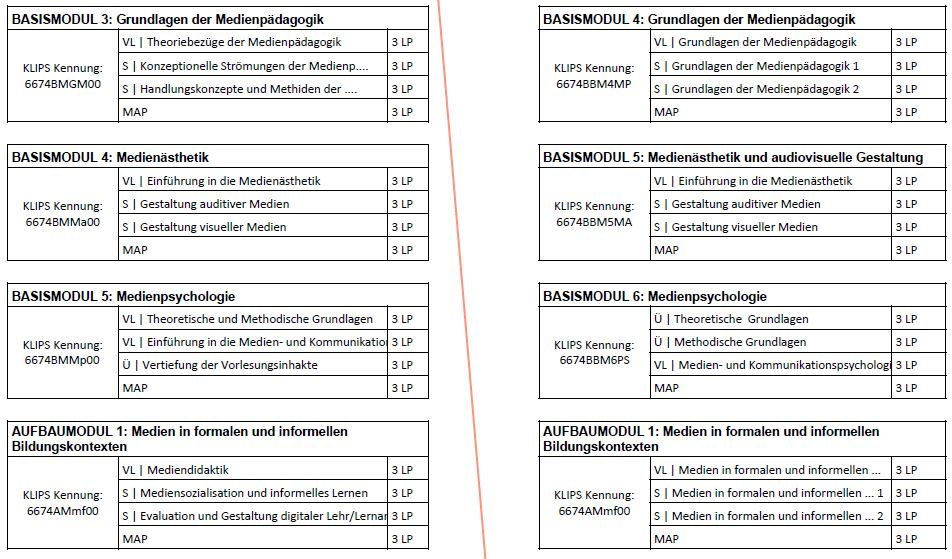 BASISMODUL 3: Grundlagen der Medienpädagogik
KLIPS Kennung:
6674BMGM00
VL | Theoriebezüge der Medienpädagogik 3 LP
S | Konzeptionelle Strömungen der Medienp.... 3 LP
S | Handlungskonzepte und Methiden der .... 3 LP
MAP 3 LP
BASISMODUL 4: Medienästhetik
KLIPS Kennung:
6674BMMa00
VL | Einführung in die Medienästhetik 3 LP
S | Gestaltung auditiver Medien 3 LP
S | Gestaltung visueller Medien 3 LP
MAP 3 LP
BASISMODUL 5: Medienpsychologie
KLIPS Kennung:
6674BMMp00
VL | Theoretische und Methodische Grundlagen 3 LP
VL | Einführung in die Medien- und Kommunikation 3 LP
Ü | Vertiefung der Vorlesungsinhakte 3 LP
MAP 3 LP
AUFBAUMODUL 1: Medien in formalen und informellen
Bildungskontexten
KLIPS Kennung:
6674AMmf00
VL | Mediendidaktik 3 LP
S | Mediensozialisation und informelles Lernen 3 LP
S | Evaluation und Gestaltung digitaler Lehr/Lernar 3 LP
MAP 3 LP
BASISMODUL 4: Grundlagen der Medienpädagogik
KLIPS Kennung:
6674BBM4MP
VL | Grundlagen der Medienpädagogik 3 LP
S | Grundlagen der Medienpädagogik 1 3 LP
S | Grundlagen der Medienpädagogik 2 3 LP
MAP 3 LP
BASISMODUL 5: Medienästhetik und audiovisuelle Gestaltung
KLIPS Kennung:
6674BBM5MA
VL | Einführung in die Medienästhetik 3 LP
S | Gestaltung auditiver Medien 3 LP
S | Gestaltung visueller Medien 3 LP
MAP 3 LP
BASISMODUL 6: Medienpsychologie
KLIPS Kennung:
6674BBM6PS
Ü | Theoretische Grundlagen 3 LP
Ü | Methodische Grundlagen 3 LP
VL | Medien- und Kommunikationspsychologi 3 LP
MAP 3 LP
AUFBAUMODUL 1: Medien in formalen und informellen
Bildungskontexten
KLIPS Kennung:
6674AMmf00
VL | Medien in formalen und informellen ... 3 LP
S | Medien in formalen und informellen ... 1 3 LP
S | Medien in formalen und informellen ... 2 3 LP
MAP 3 LP